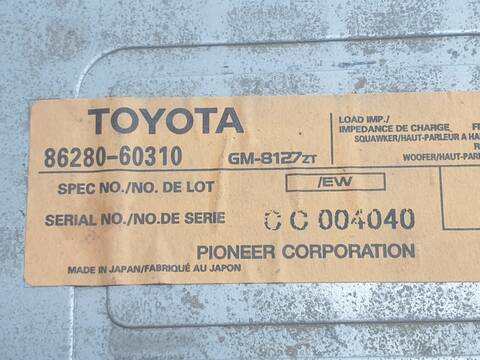 TOYOTA
86280-60310 GM-8127ZT
SPEC NO./NO. DE LOT /EW
SERIAL NO./NO.DE SERIE CC 004040
PIONEER CORPORATION
MADE IN JAPAN/FABRIQUÉ AU JAPON
LOAD IMP./
IMPEDANCE DE CHARGE
SQUAWKER/HAUT-PARLEUR A
WOOFER/HAUT-PARLEUR